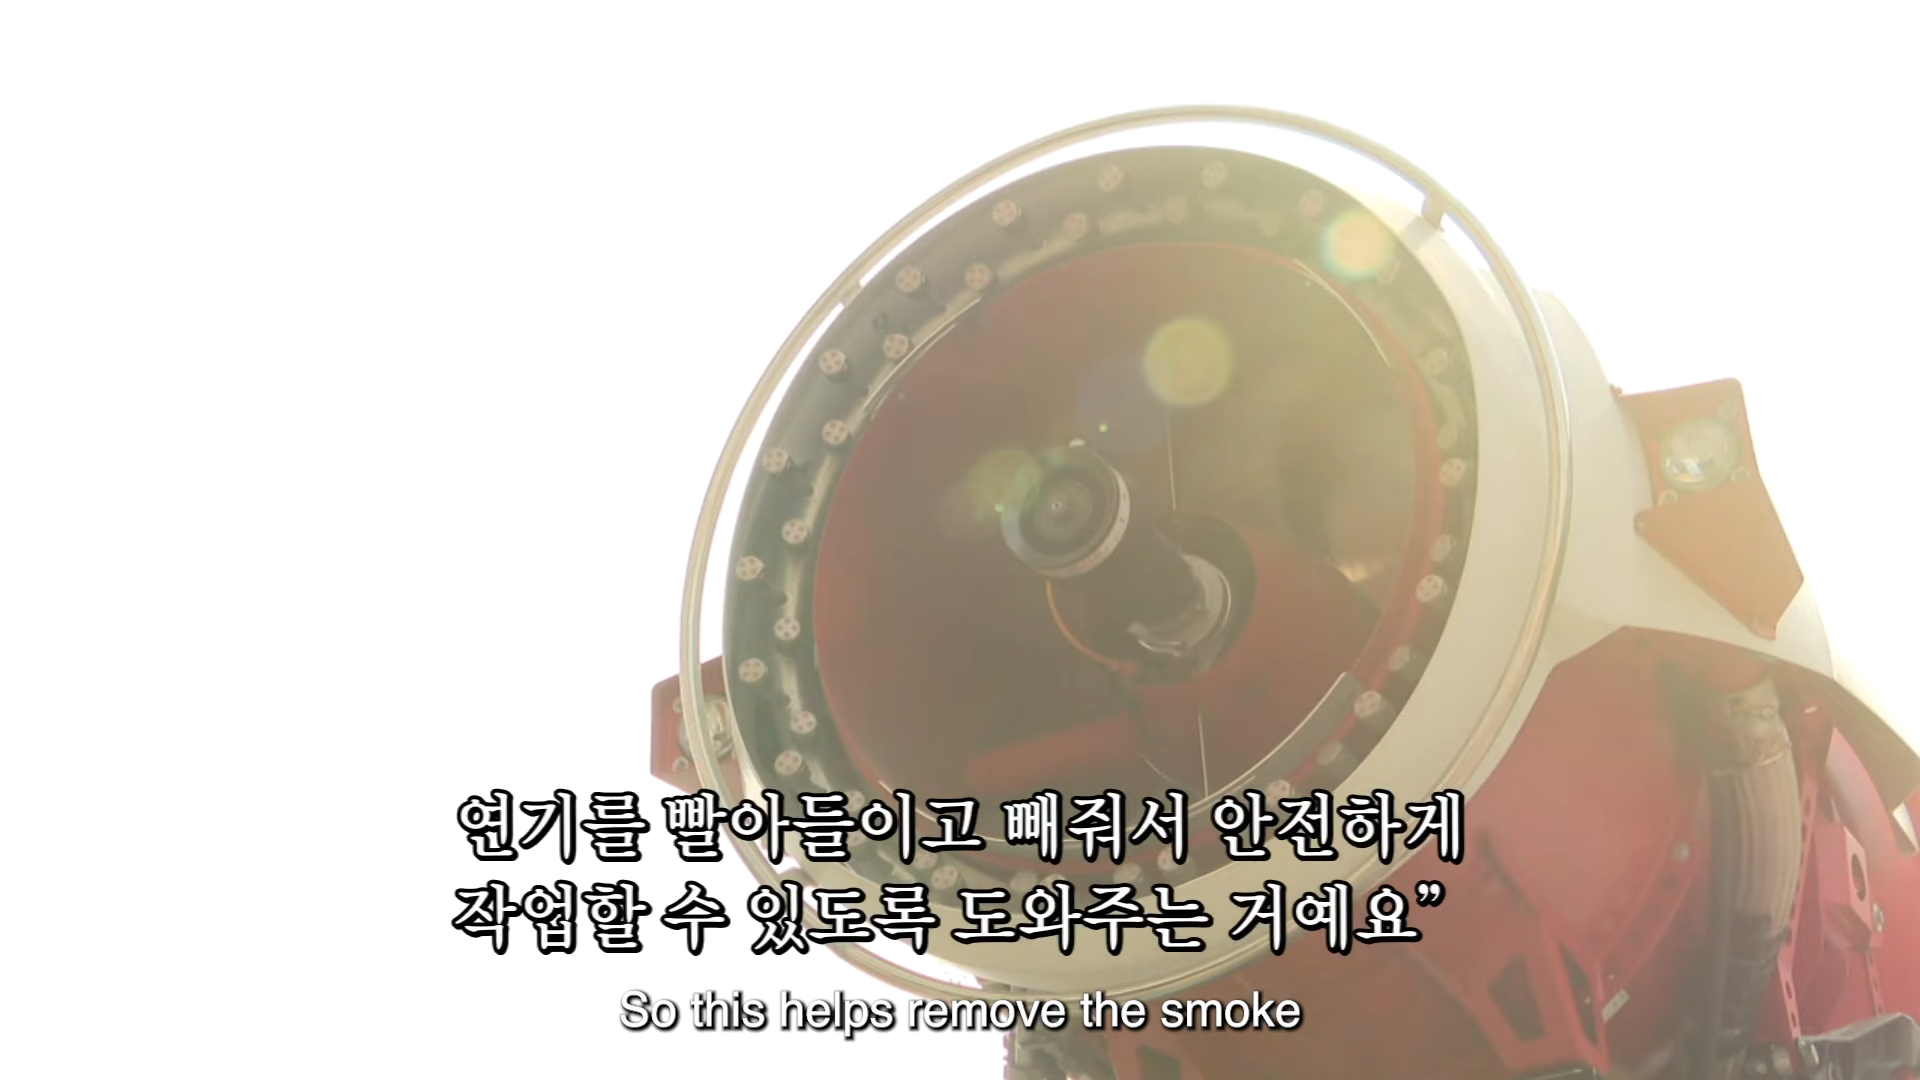 연기를 빨아들이고 빼줘서 안전하게
작업할 수 있도록 도와주는 거예요”
So this helps remove the smoke